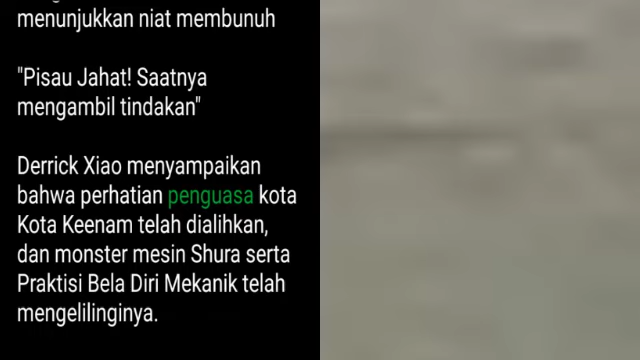 menunjukkan niat membunuh
"Pisau Jahat! Saatnya
mengambil tindakan"
Derrick Xiao menyampaikan
bahwa perhatian penguasa kota
Kota Keenam telah dialihkan,
dan monster mesin Shura serta
Praktisi Bela Diri Mekanik telah
mengelilinginya.